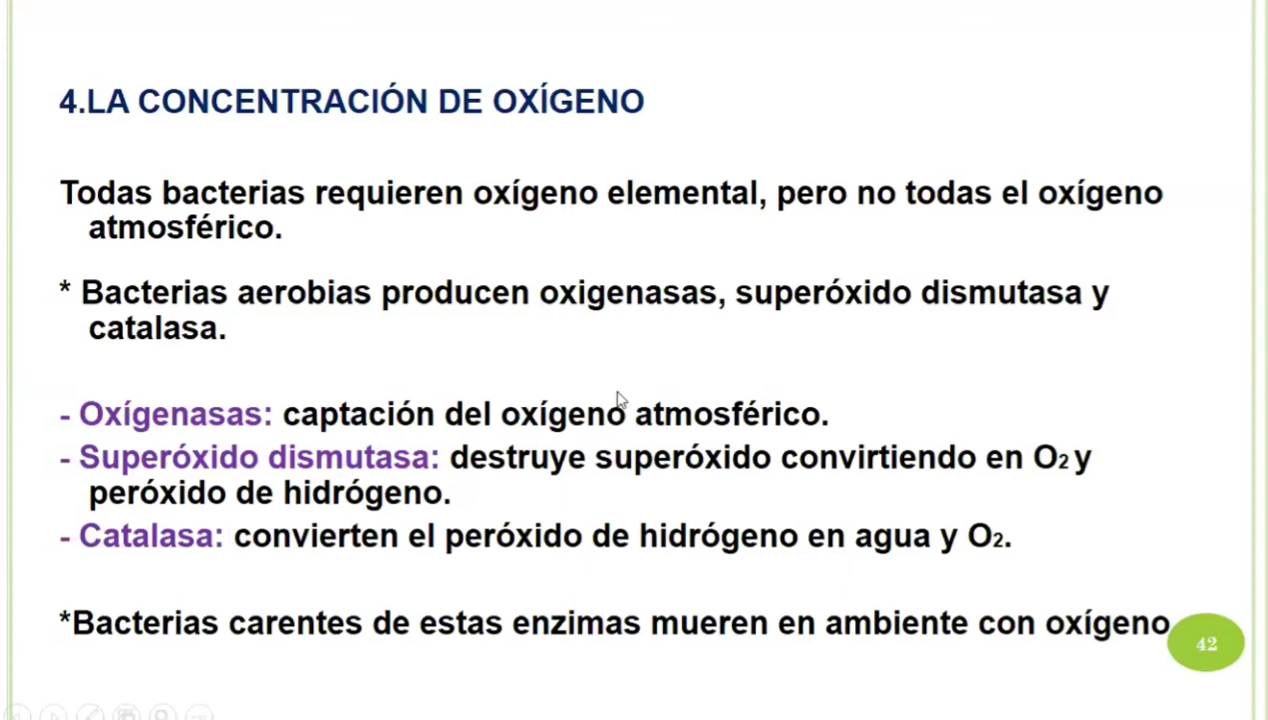 4.LA CONCENTRACIÓN DE OXÍGENO
Todas bacterias requieren oxígeno elemental, pero no todas el oxígeno
atmosférico.
* Bacterias aerobias producen oxigenasas, superóxido dismutasa y
catalasa.
- Oxígenasas: captación del oxígeno atmosférico.
- Superóxido dismutasa: destruye superóxido convirtiendo en O₂ y
peróxido de hidrógeno.
- Catalasa: convierten el peróxido de hidrógeno en agua y O₂.
*Bacterias carentes de estas enzimas mueren en ambiente con oxígeno
42